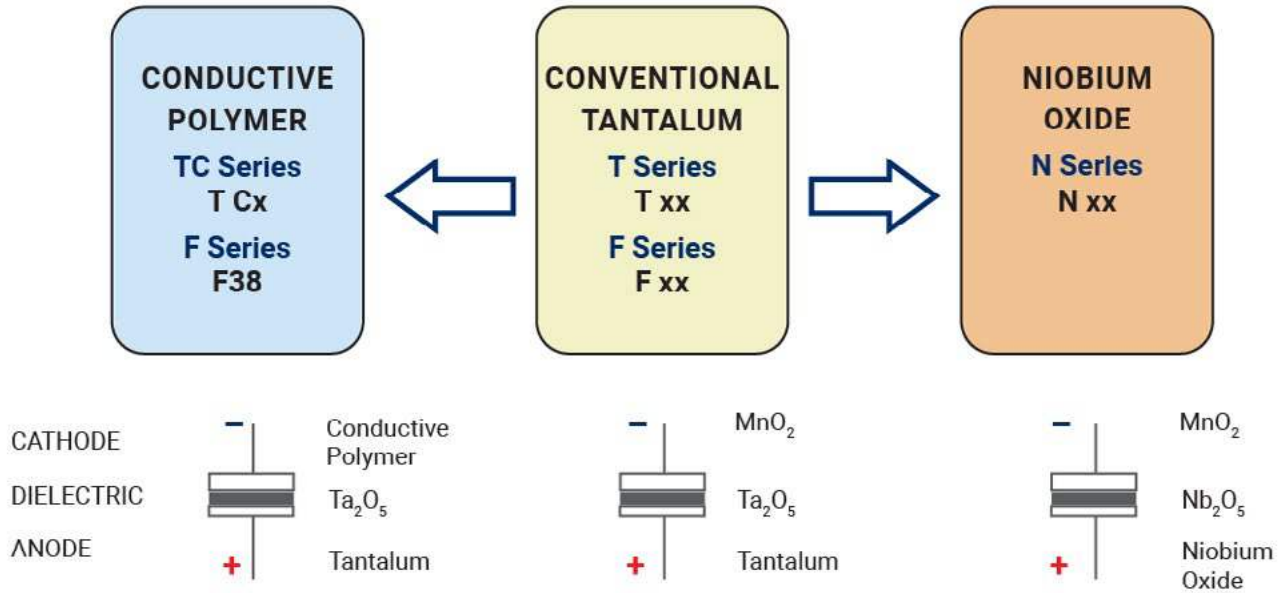 CONDUCTIVE
POLYMER
TC Series
T Cx
F Series
F38
CONVENTIONAL
TANTALUM
T Series
T xx
F Series
F xx
NIOBIUM
OXIDE
N Series
N xx
CATHODE
DIELECTRIC
ANODE
−
Conductive
Polymer
Ta₂O₅
+
Tantalum
−
MnO₂
Ta₂O₅
+
Tantalum
−
MnO₂
Nb₂O₅
+
Niobium
Oxide